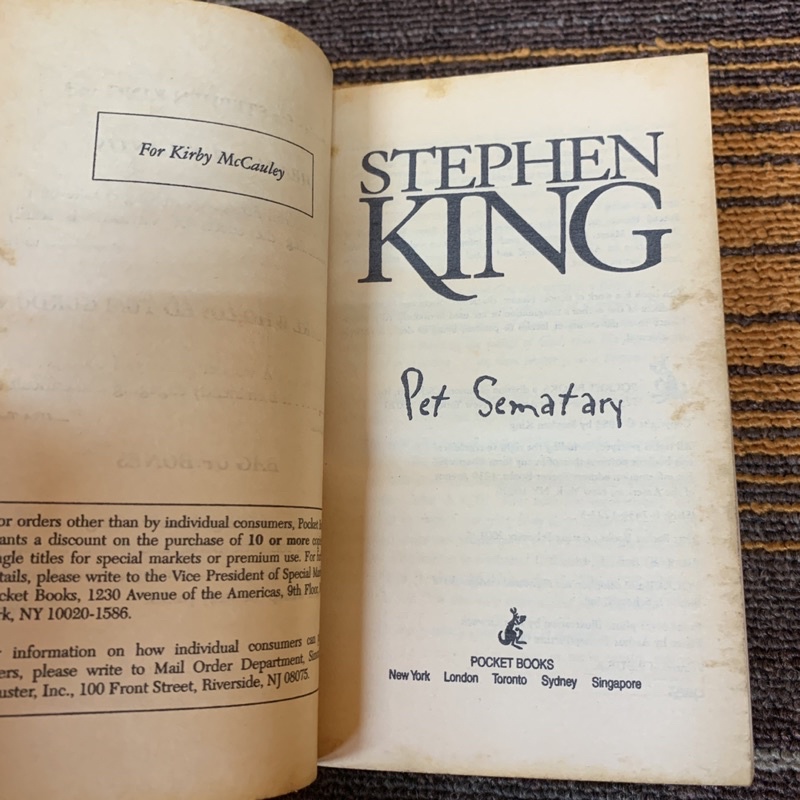 For Kirby McCauley
or orders other than by individual consumers, Pocket
ants a discount on the purchase of 10 or more
ngle titles for special markets or premium use. For
tails, please write to the Vice President of Special
cket Books, 1230 Avenue of the Americas, 9th Floor
k, NY 10020-1586.
information on how individual consumers can
ers, please write to Mail Order Department,
uster, Inc., 100 Front Street, Riverside, NJ 08075.
STEPHEN
KING
Pet Sematary
POCKET BOOKS
New York London Toronto Sydney Singapore